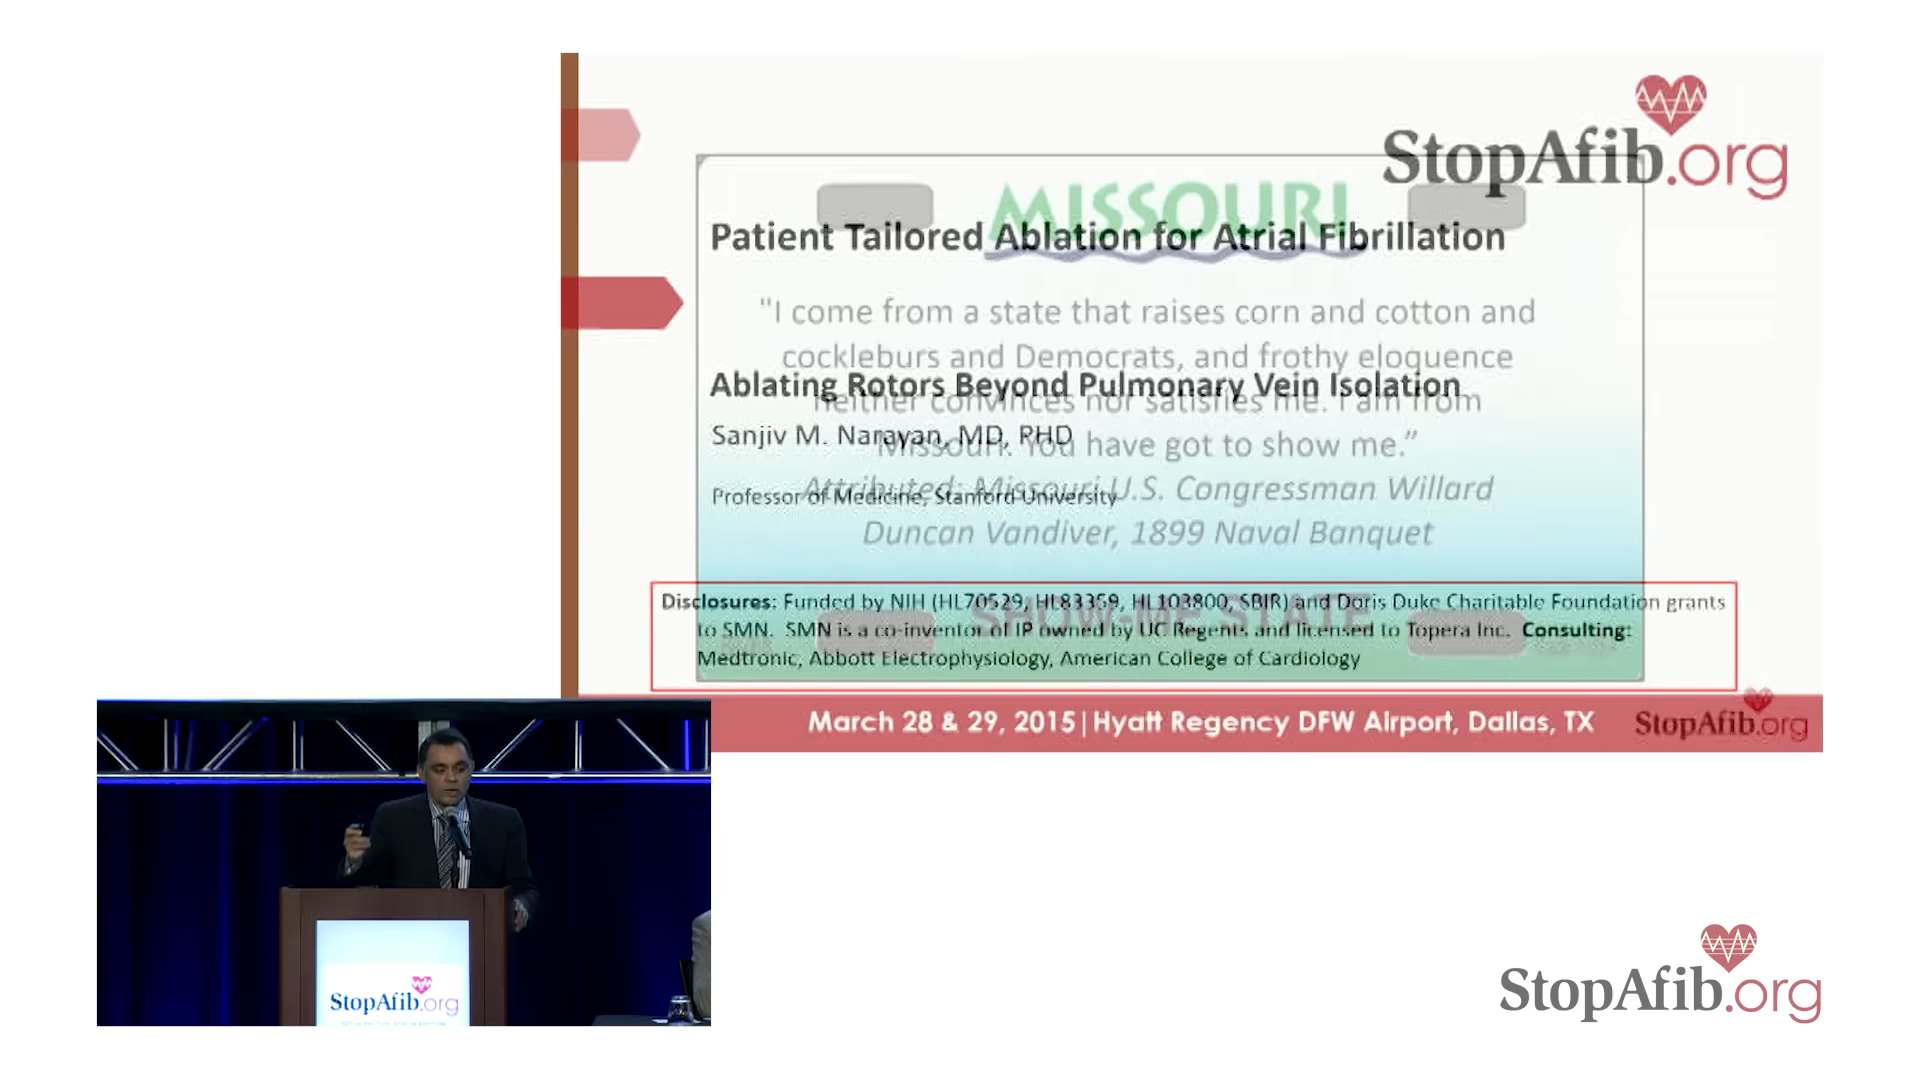 StopAfib.org
MISSOURI
Patient Tailored Ablation for Atrial Fibrillation
"I come from a state that raises corn and cotton and
cockleburs and Democrats, and frothy eloquence
Ablating Rotors Beyond Pulmonary Vein Isolation
neither convinces nor satisfies me. I am from
Sanjiv M. Narayan, MD, PHD
Missouri. You have got to show me."
Professor of Medicine, Stanford University
Attributed: Missouri U.S. Congressman Willard
Duncan Vandiver, 1899 Naval Banquet
Disclosures: Funded by NIH (HL70529, HL83359, HL103800, SBIR) and Doris Duke Charitable Foundation grants
SHOW-ME STATE
to SMN. SMN is a co-inventor of IP owned by UC Regents and licensed to Topera Inc. Consulting:
Medtronic, Abbott Electrophysiology, American College of Cardiology
March 28 & 29, 2015|Hyatt Regency DFW Airport, Dallas, TX
StopAfib.org
StopAfib.org
StopAfib.org